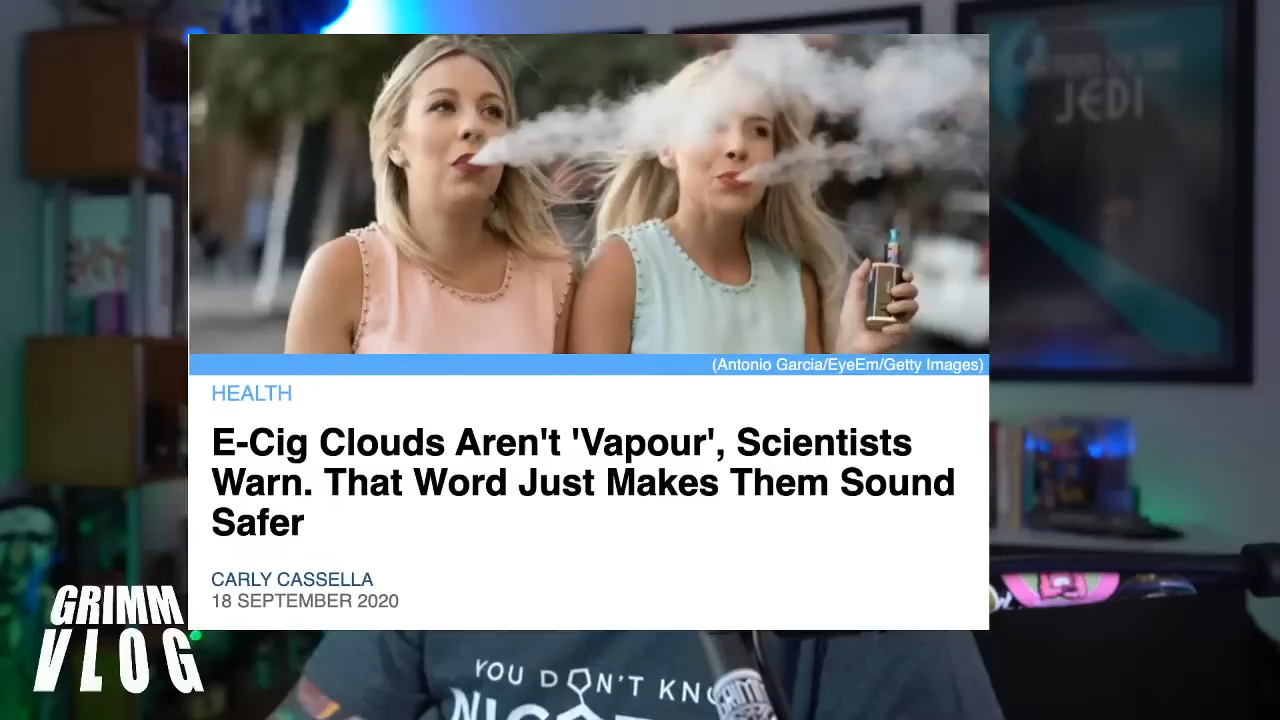 JEDI
(Antonio Garcia/EyeEm/Getty Images)
HEALTH
E-Cig Clouds Aren't 'Vapour', Scientists
Warn. That Word Just Makes Them Sound
Safer
CARLY CASSELLA
18 SEPTEMBER 2020
GRIMM
VLOG
YOU DON'T
GRIMM